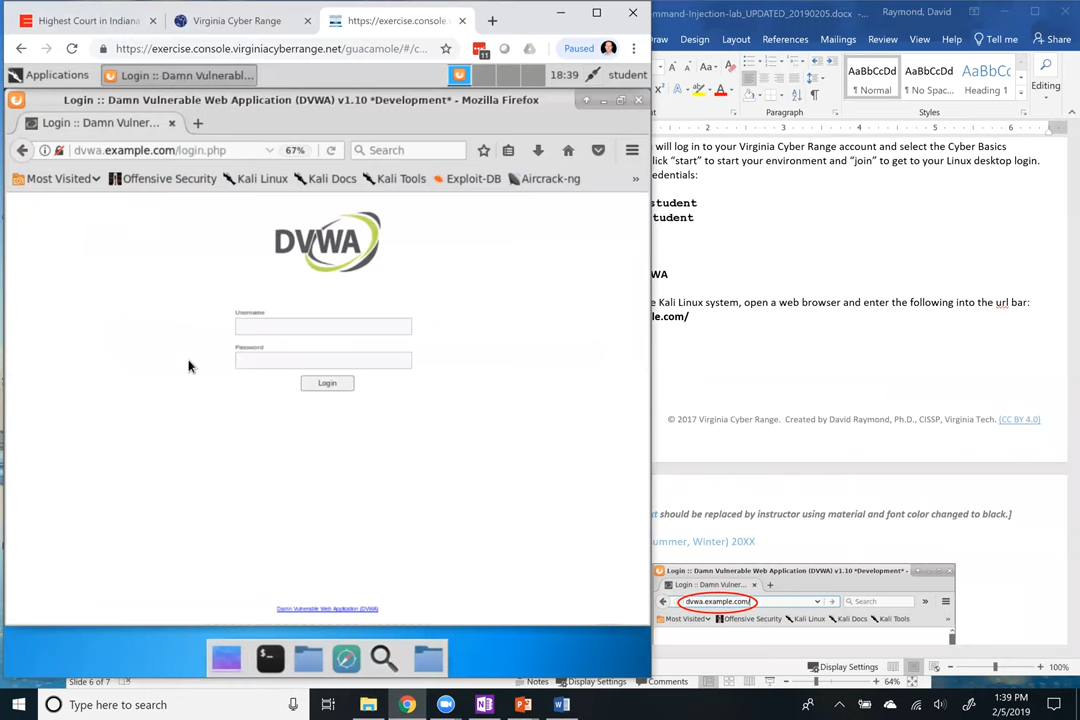 Highest Court in Indiana
Virginia Cyber Range
https://exercise.console.
https://exercise.console.virginiacyberrange.net/guacamole/#/c...
11
Paused
Applications
Login :: Damn Vulnerabl...
18:39
student
Login :: Damn Vulnerable Web Application (DVWA) v1.10 *Development* - Mozilla Firefox
Login :: Damn Vulner...
dvwa.example.com/login.php
67%
Search
Most Visited
Offensive Security
Kali Linux
Kali Docs
Kali Tools
Exploit-DB
Aircrack-ng
»
DVWA
Username
Password
Login
Damn Vulnerable Web Application (DVWA)
ommand-Injection-lab_UPDATED_20190205.docx -...
Raymond, David
raw
Design
Layout
References
Mailings
Review
View
Help
Tell me
Share
AaBbCcDd
AaBbCcDd
AaBbCc
¶ Normal
¶ No Spac...
Heading 1
Editing
Paragraph
Styles
2 3 4 5 6
will log in to your Virginia Cyber Range account and select the Cyber Basics
click “start” to start your environment and “join” to get to your Linux desktop login.
edentials:
student
tudent
WA
e Kali Linux system, open a web browser and enter the following into the url bar:
le.com/
© 2017 Virginia Cyber Range. Created by David Raymond, Ph.D., CISSP, Virginia Tech. (CC BY 4.0)
xt should be replaced by instructor using material and font color changed to black.]
ummer, Winter) 20XX
Login :: Damn Vulnerable Web Application (DVWA) v1.10 *Development* -
Login :: Damn Vulner...
dvwa.example.com/
Search
Most Visited
Offensive Security
Kali Linux
Kali Docs
Kali Tools
»
Display Settings
100%
Slide 6 of 7
Notes
Display Settings
Comments
64%
Type here to search
1:39 PM
2/5/2019